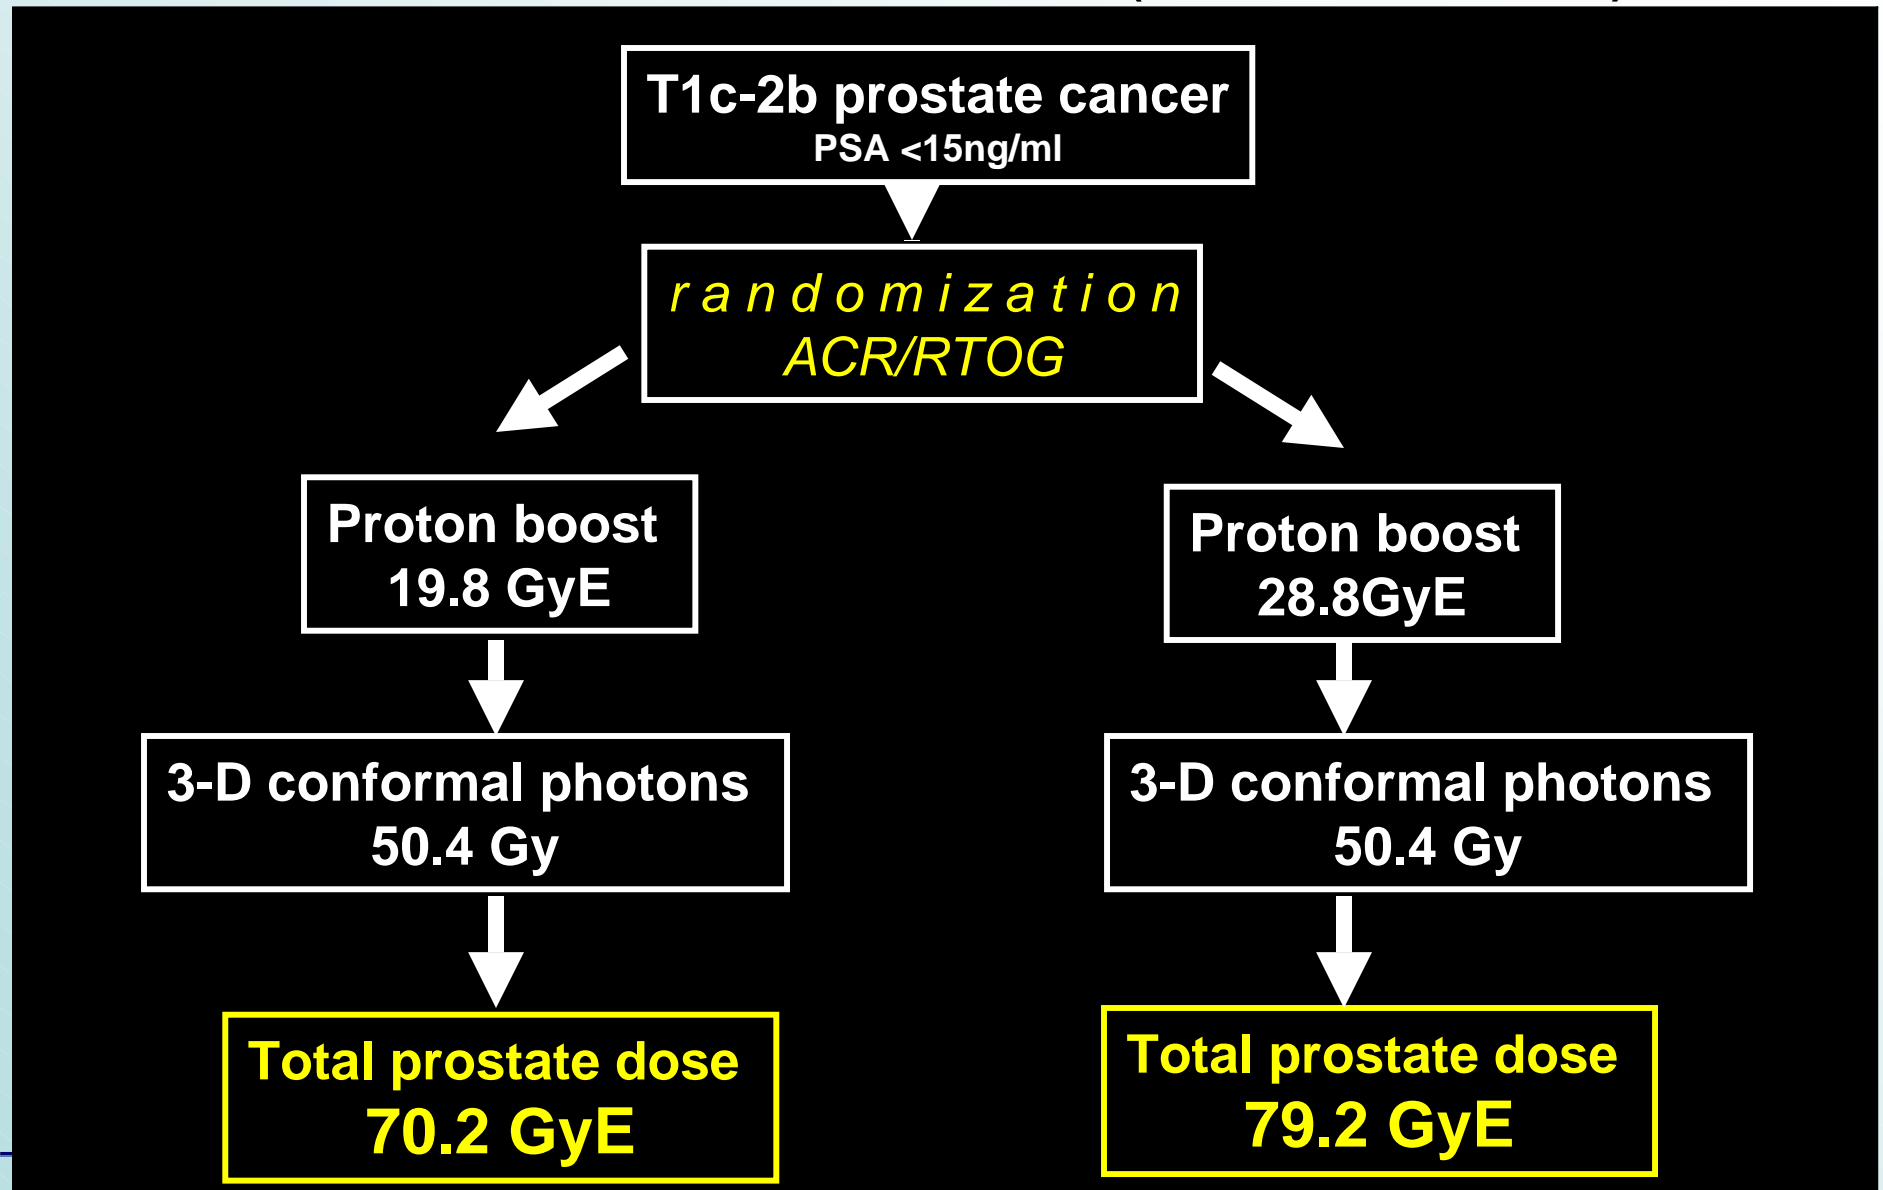 T1c-2b prostate cancer
PSA <15ng/ml
randomization
ACR/RTOG
Proton boost
19.8 GyE
Proton boost
28.8GyE
3-D conformal photons
50.4 Gy
3-D conformal photons
50.4 Gy
Total prostate dose
70.2 GyE
Total prostate dose
79.2 GyE